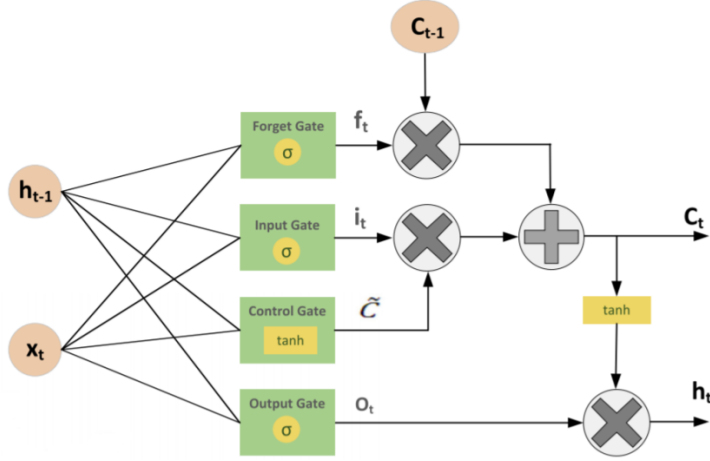 C_{t-1}
Forget Gate
σ
f_t
h_{t-1}
Input Gate
σ
i_t
C_t
Control Gate
tanh
C̃
tanh
x_t
Output Gate
σ
O_t
h_t